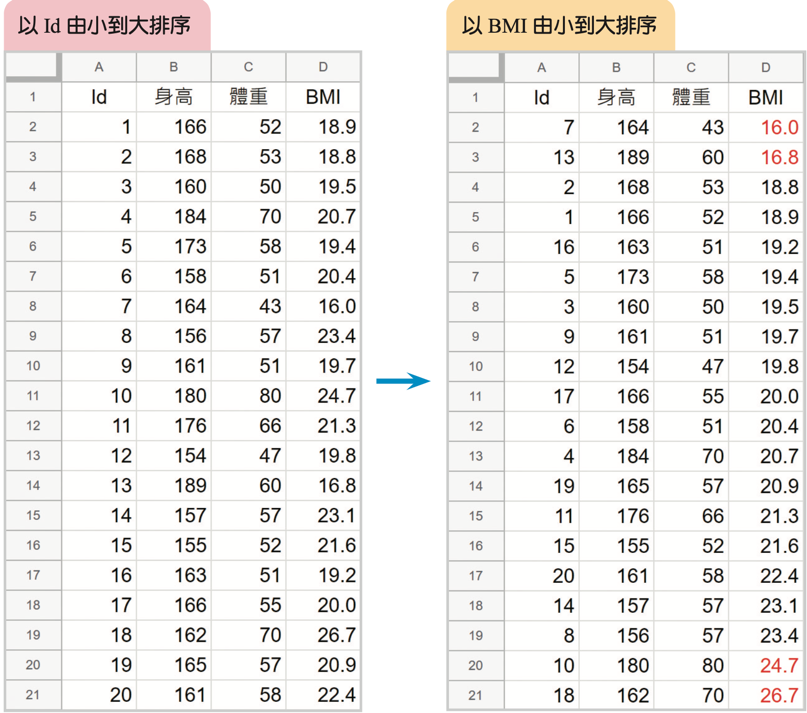 以 Id 由小到大排序
A B C D
1 Id 身高 體重 BMI
2 1 166 52 18.9
3 2 168 53 18.8
4 3 160 50 19.5
5 4 184 70 20.7
6 5 173 58 19.4
7 6 158 51 20.4
8 7 164 43 16.0
9 8 156 57 23.4
10 9 161 51 19.7
11 10 180 80 24.7
12 11 176 66 21.3
13 12 154 47 19.8
14 13 189 60 16.8
15 14 157 57 23.1
16 15 155 52 21.6
17 16 163 51 19.2
18 17 166 55 20.0
19 18 162 70 26.7
20 19 165 57 20.9
21 20 161 58 22.4
以 BMI 由小到大排序
A B C D
1 Id 身高 體重 BMI
2 7 164 43 16.0
3 13 189 60 16.8
4 2 168 53 18.8
5 1 166 52 18.9
6 16 163 51 19.2
7 5 173 58 19.4
8 3 160 50 19.5
9 9 161 51 19.7
10 12 154 47 19.8
11 17 166 55 20.0
12 6 158 51 20.4
13 4 184 70 20.7
14 19 165 57 20.9
15 11 176 66 21.3
16 15 155 52 21.6
17 20 161 58 22.4
18 14 157 57 23.1
19 8 156 57 23.4
20 10 180 80 24.7
21 18 162 70 26.7